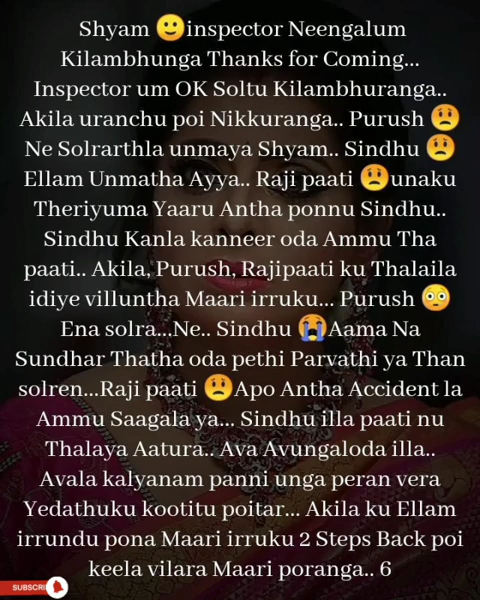 Shyam 🙂inspector Neengalum
Kilambhunga Thanks for Coming...
Inspector um OK Soltu Kilambhuranga..
Akila uranchu poi Nikkuranga.. Purush 😟
Ne Solrarthla unmaya Shyam.. Sindhu 😟
Ellam Unmatha Ayya.. Raji paati 😟unaku
Theriyuma Yaaru Antha ponnu Sindhu..
Sindhu Kanla kanneer oda Ammu Tha
paati.. Akila, Purush, Rajipaati ku Thalaila
idiye villuntha Maari irruku... Purush 😳
Ena solra...Ne.. Sindhu 😭Aama Na
Sundhar Thatha oda pethi Parvathi ya Than
solren...Raji paati 😟Apo Antha Accident la
Ammu Saagala ya... Sindhu illa paati nu
Thalaya Aatura.. Ava Avungaloda illa..
Avala kalyanam panni unga peran vera
Yedathuku kootitu poitar... Akila ku Ellam
irrundu pona Maari irruku 2 Steps Back poi
keela vilara Maari poranga.. 6
SUBSCRI